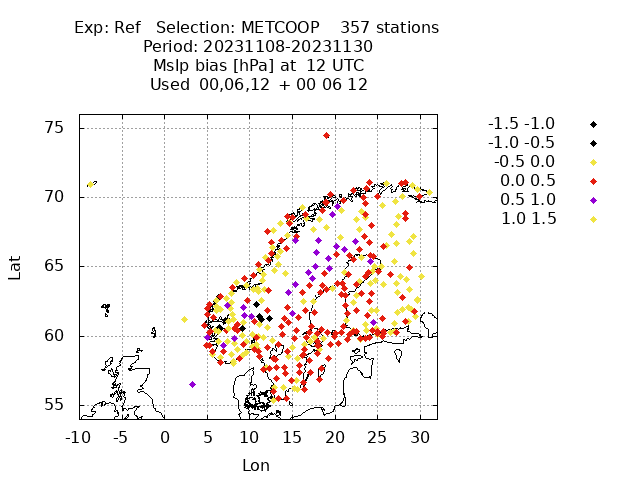 Exp: Ref Selection: METCOOP 357 stations
Period: 20231108-20231130
Mslp bias [hPa] at 12 UTC
Used 00,06,12 + 00 06 12
-1.5 -1.0
-1.0 -0.5
-0.5 0.0
0.0 0.5
0.5 1.0
1.0 1.5
75
70
65
60
55
Lat
-10 -5 0 5 10 15 20 25 30
Lon